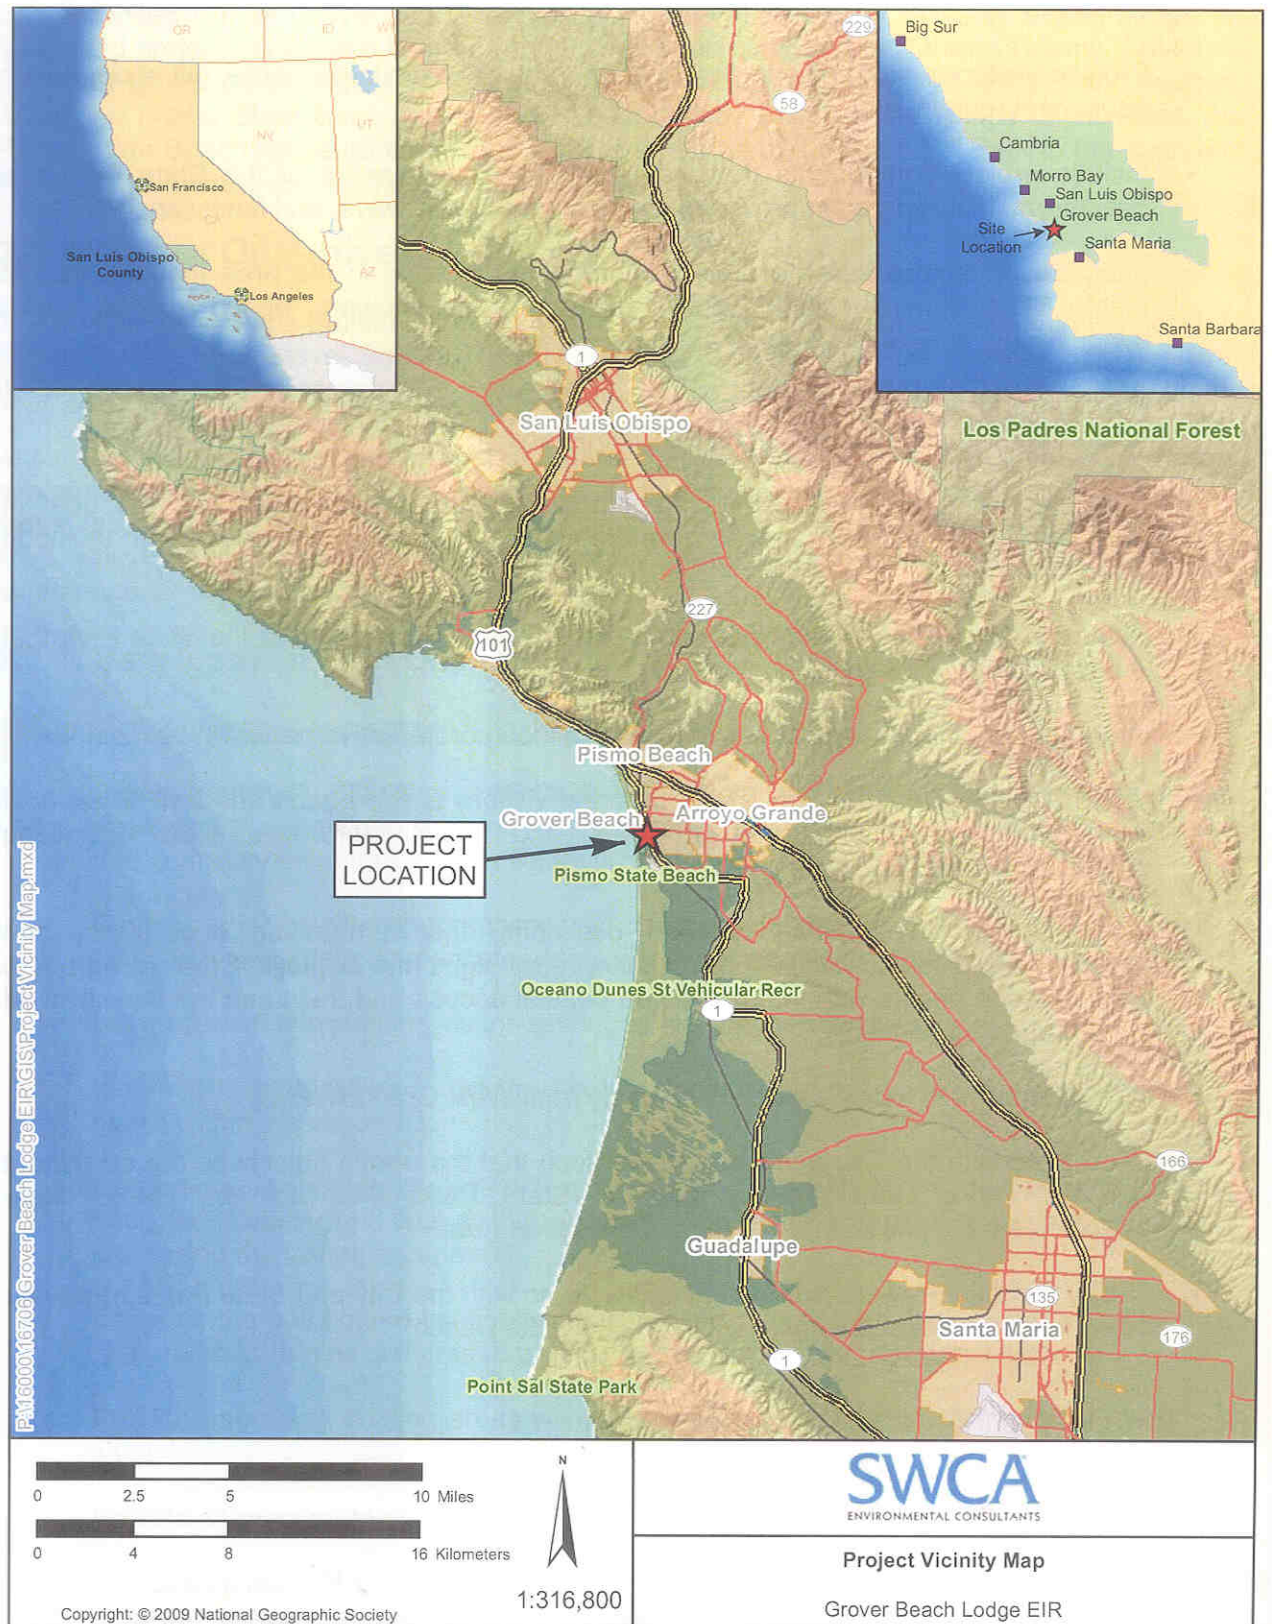 OR
ID
W
NV
UT
CA
AZ
San Francisco
San Luis Obispo
County
Los Angeles
229
58
Big Sur
Cambria
Morro Bay
San Luis Obispo
Grover Beach
Site
Location
Santa Maria
Santa Barbara
1
San Luis Obispo
Los Padres National Forest
227
101
Pismo Beach
Grover Beach
Arroyo Grande
PROJECT
LOCATION
Pismo State Beach
Oceano Dunes St Vehicular Recr
1
166
Guadalupe
135
Santa Maria
176
1
Point Sal State Park
P:\16000\16706 Grover Beach Lodge EIR\GIS\Project Vicinity Map.mxd
0 2.5 5 10 Miles
0 4 8 16 Kilometers
N
1:316,800
Copyright: © 2009 National Geographic Society
SWCA
ENVIRONMENTAL CONSULTANTS
Project Vicinity Map
Grover Beach Lodge EIR